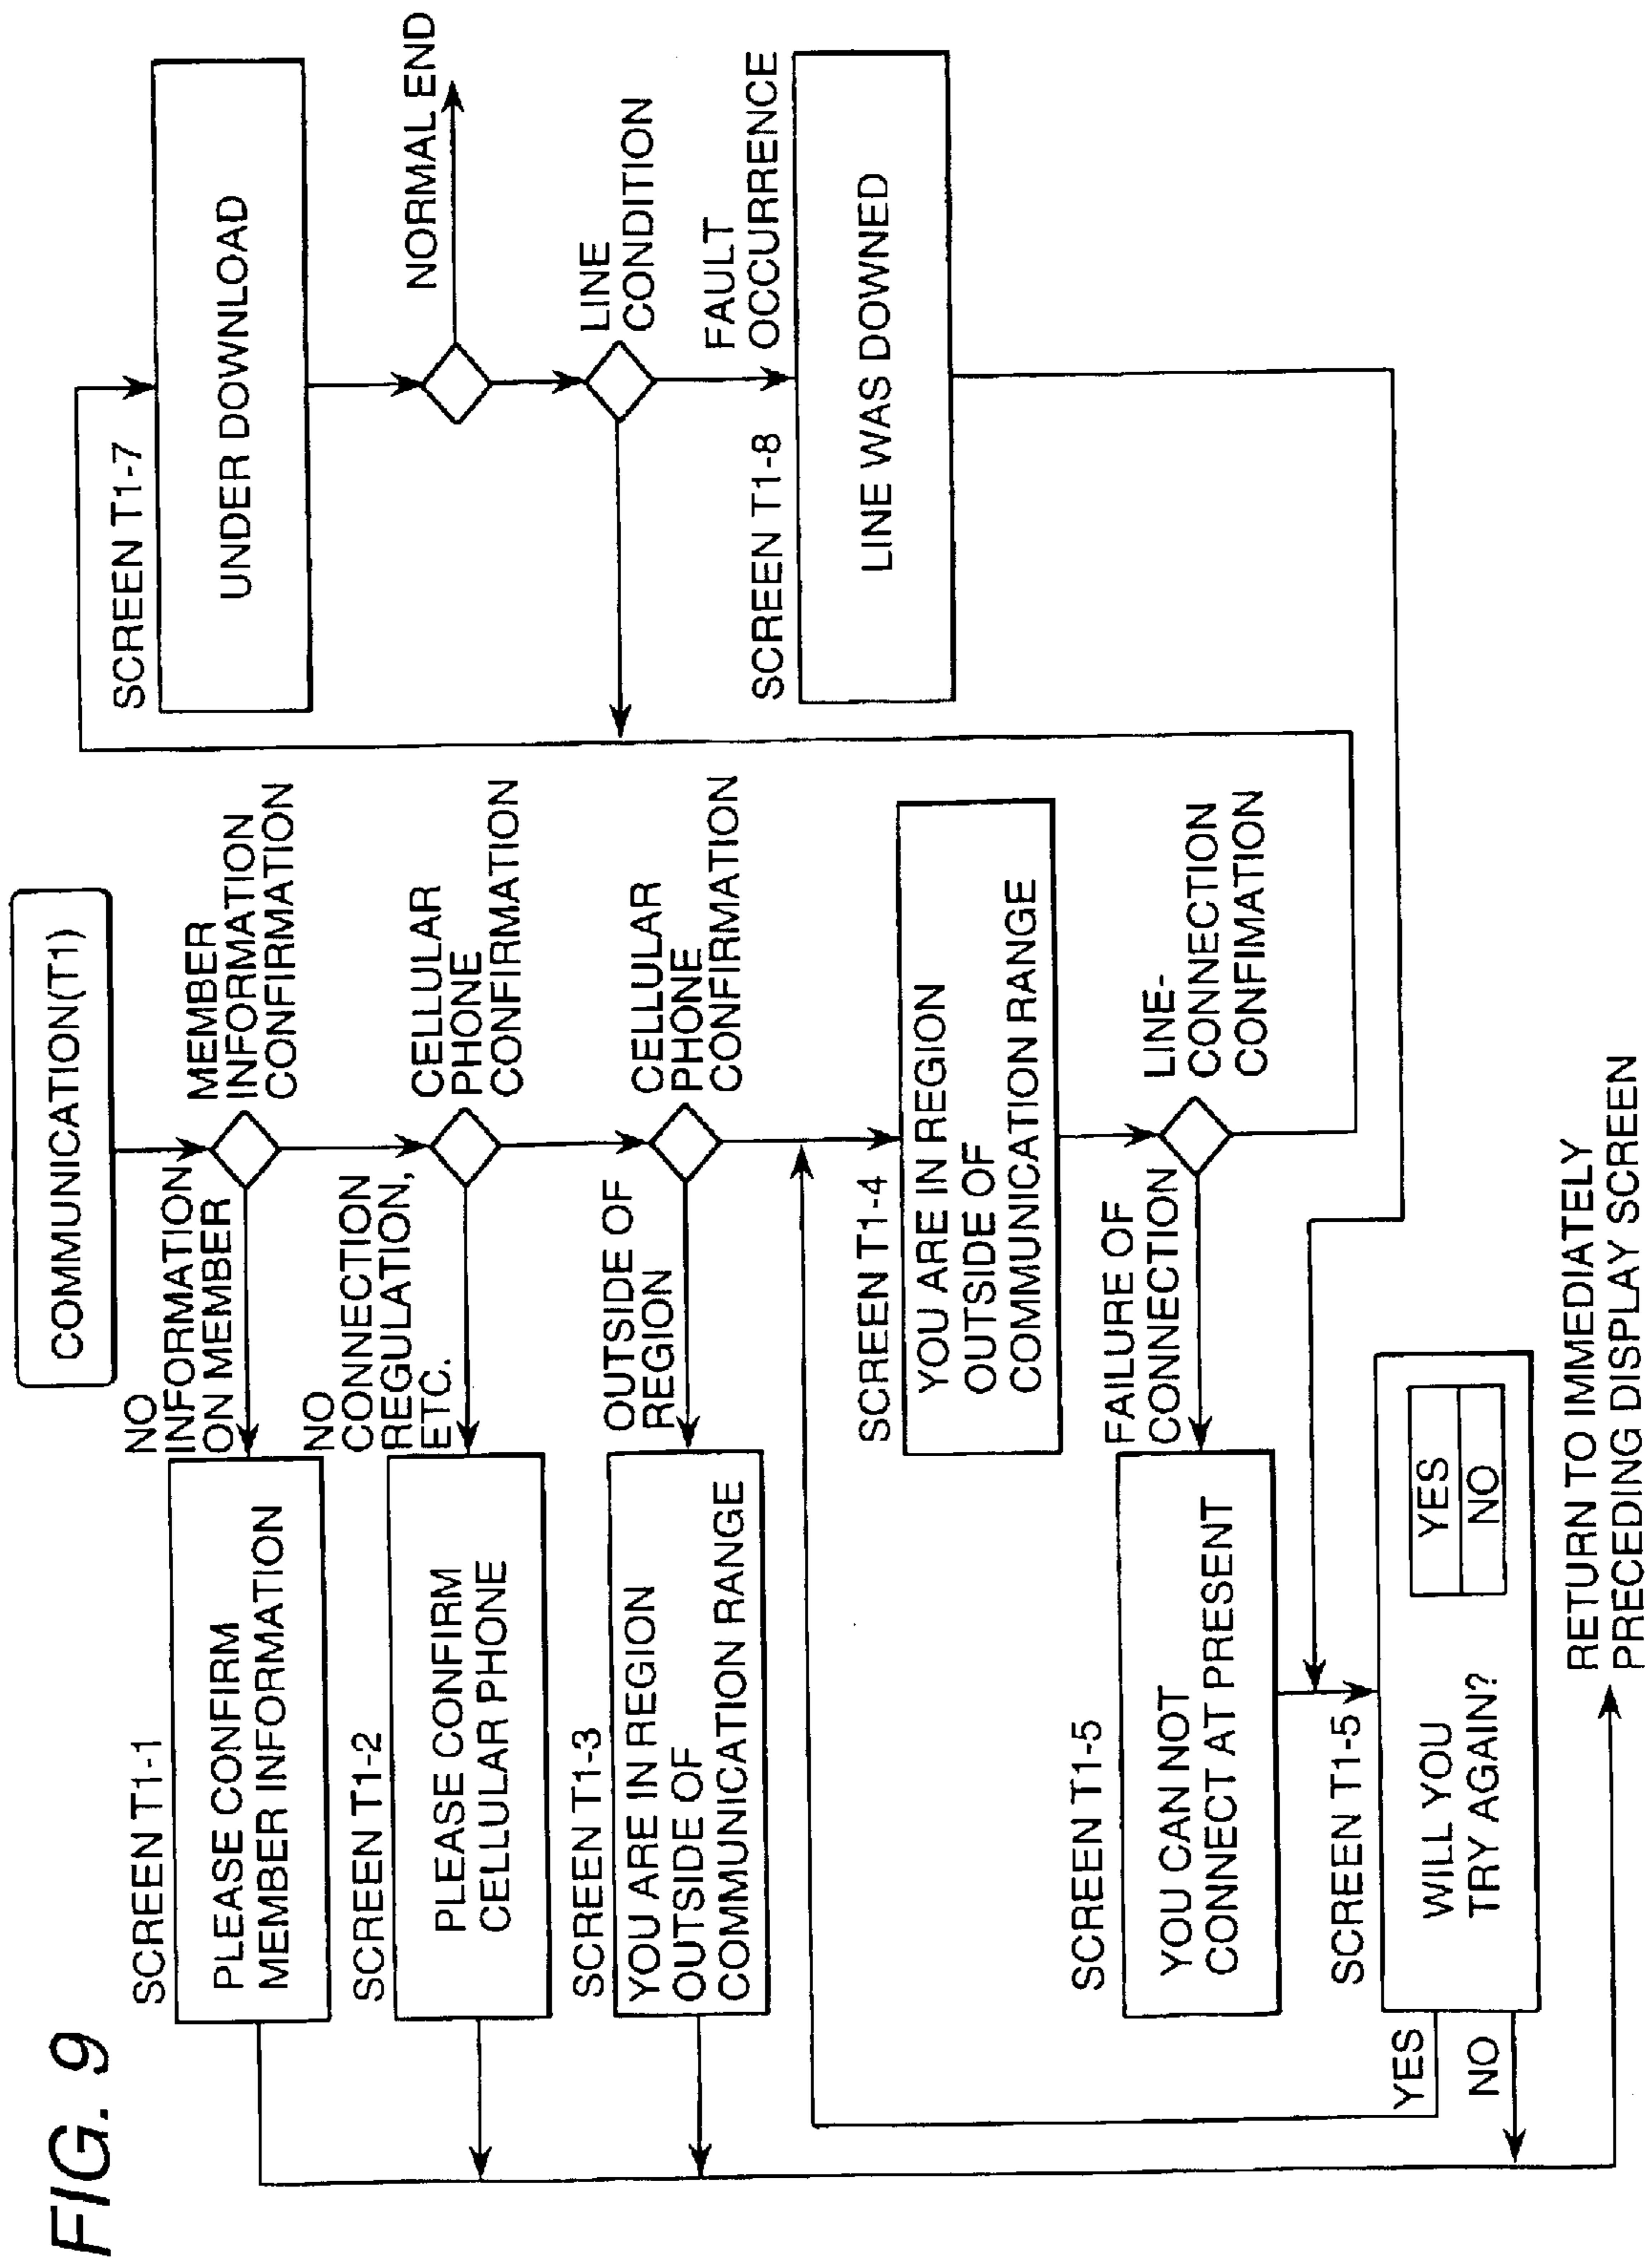 FIG. 9
COMMUNICATION(T1)
MEMBER
INFORMATION
CONFIRMATION
NO
INFORMATION
ON MEMBER
SCREEN T1-1
PLEASE CONFIRM
MEMBER INFORMATION
CELLULAR
PHONE
CONFIRMATION
NO
CONNECTION
REGULATION,
ETC.
SCREEN T1-2
PLEASE CONFIRM
CELLULAR PHONE
CELLULAR
PHONE
CONFIRMATION
OUTSIDE OF
REGION
SCREEN T1-3
YOU ARE IN REGION
OUTSIDE OF
COMMUNICATION RANGE
SCREEN T1-4
YOU ARE IN REGION
OUTSIDE OF
COMMUNICATION RANGE
LINE-
CONNECTION
CONFIMATION
FAILURE OF
CONNECTION
SCREEN T1-5
YOU CAN NOT
CONNECT AT PRESENT
SCREEN T1-5
WILL YOU
TRY AGAIN?
YES
NO
YES
NO
RETURN TO IMMEDIATELY
PRECEDING DISPLAY SCREEN
SCREEN T1-7
UNDER DOWNLOAD
NORMAL END
LINE
CONDITION
FAULT
OCCURRENCE
SCREEN T1-8
LINE WAS DOWNED